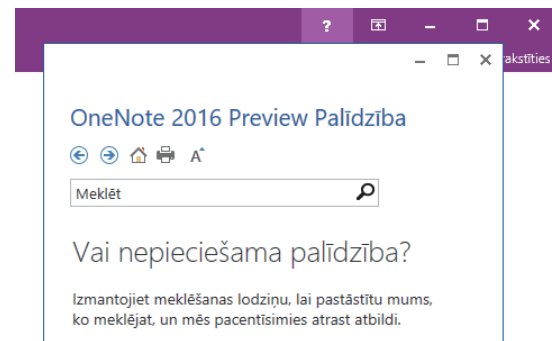 ?
rakstīties
OneNote 2016 Preview Palīdzība
A
Meklēt
Vai nepieciešama palīdzība?
Izmantojiet meklēšanas lodziņu, lai pastāstītu mums,
ko meklējat, un mēs pacentīsimies atrast atbildi.